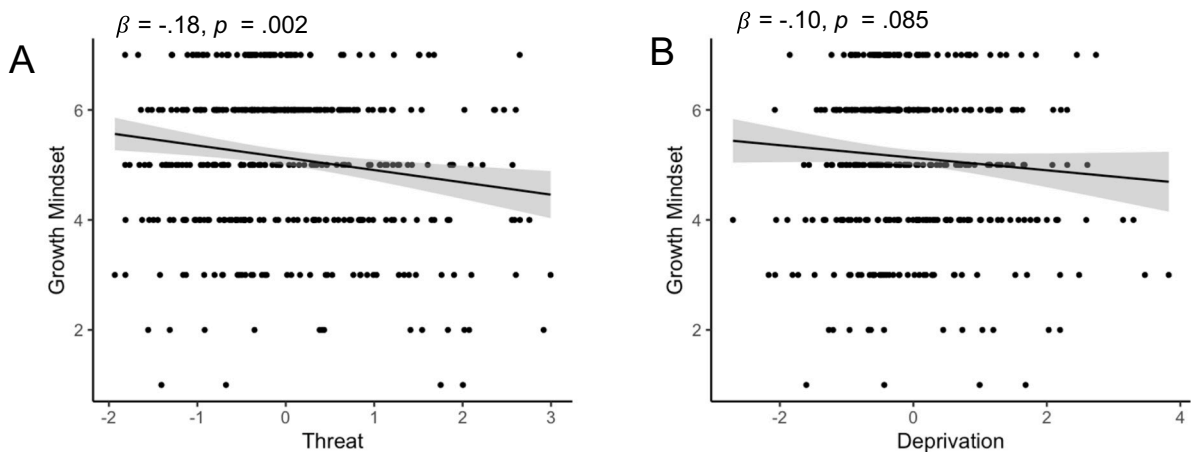 β = -.18, p = .002
A
Growth Mindset
6
4
2
-2 -1 0 1 2 3
Threat
β = -.10, p = .085
B
Growth Mindset
6
4
2
-2 0 2 4
Deprivation